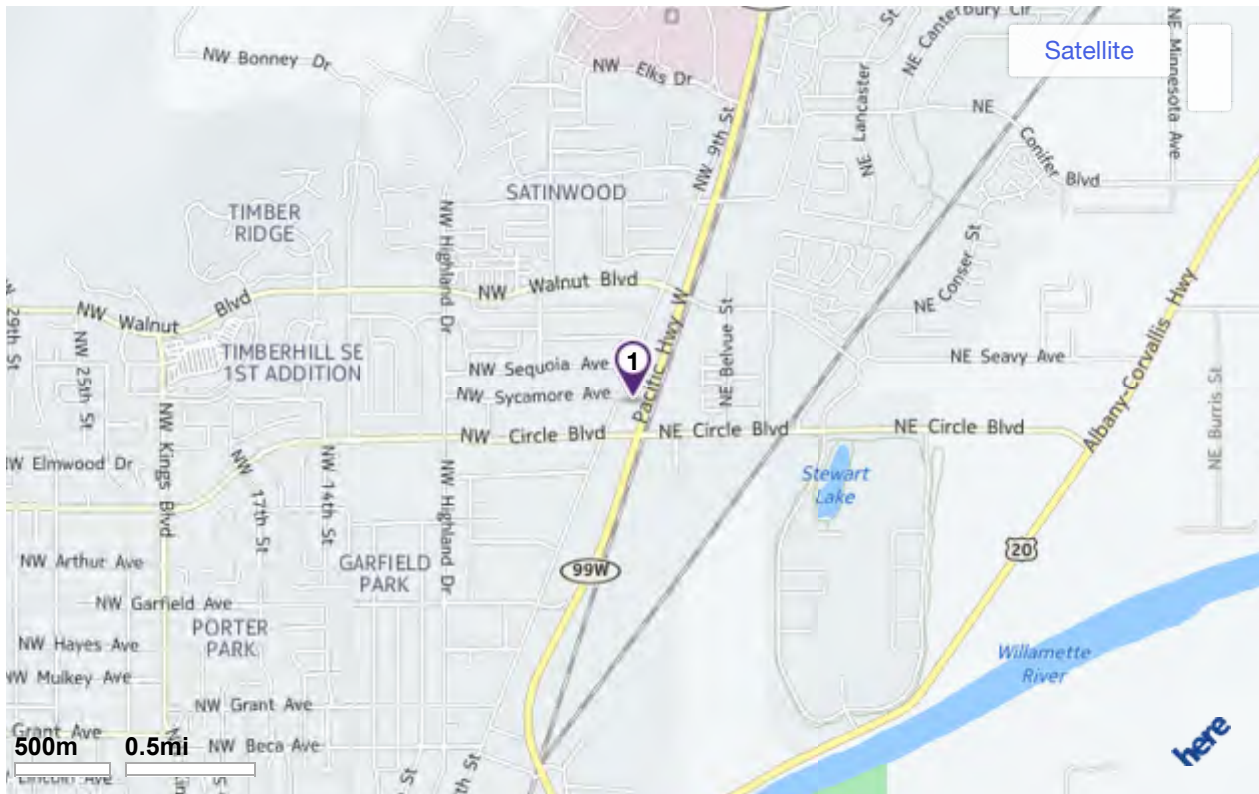 NE Canterbury Cir
St
NW Bonney Dr
NW Elks Dr
Satellite
NE Minnesota Ave
NE Lancaster
NE
Conifer Blvd
NW 9th St
SATINWOOD
TIMBER
RIDGE
NW Highland Dr
NE Conser St
NW Walnut Blvd
NW Walnut Blvd
Pacific Hwy W
Albany-Corvallis Hwy
29th St
NW 25th St
TIMBERHILL SE
1ST ADDITION
NW Sequoia Ave
1
NE Belvue St
NE Seavy Ave
NW Sycamore Ave
NE Burris St
NW Kings Blvd
NW Circle Blvd
NE Circle Blvd
NE Circle Blvd
NW Elmwood Dr
NW 17th St
NW 14th St
NW Highland Dr
Stewart
Lake
20
NW Arthur Ave
GARFIELD
PARK
99W
NW Garfield Ave
PORTER
PARK
NW Hayes Ave
Willamette
River
NW Mulkey Ave
NW Grant Ave
Grant Ave
NW Beca Ave
500m
0.5mi
Lincoln Ave
St
th St
here